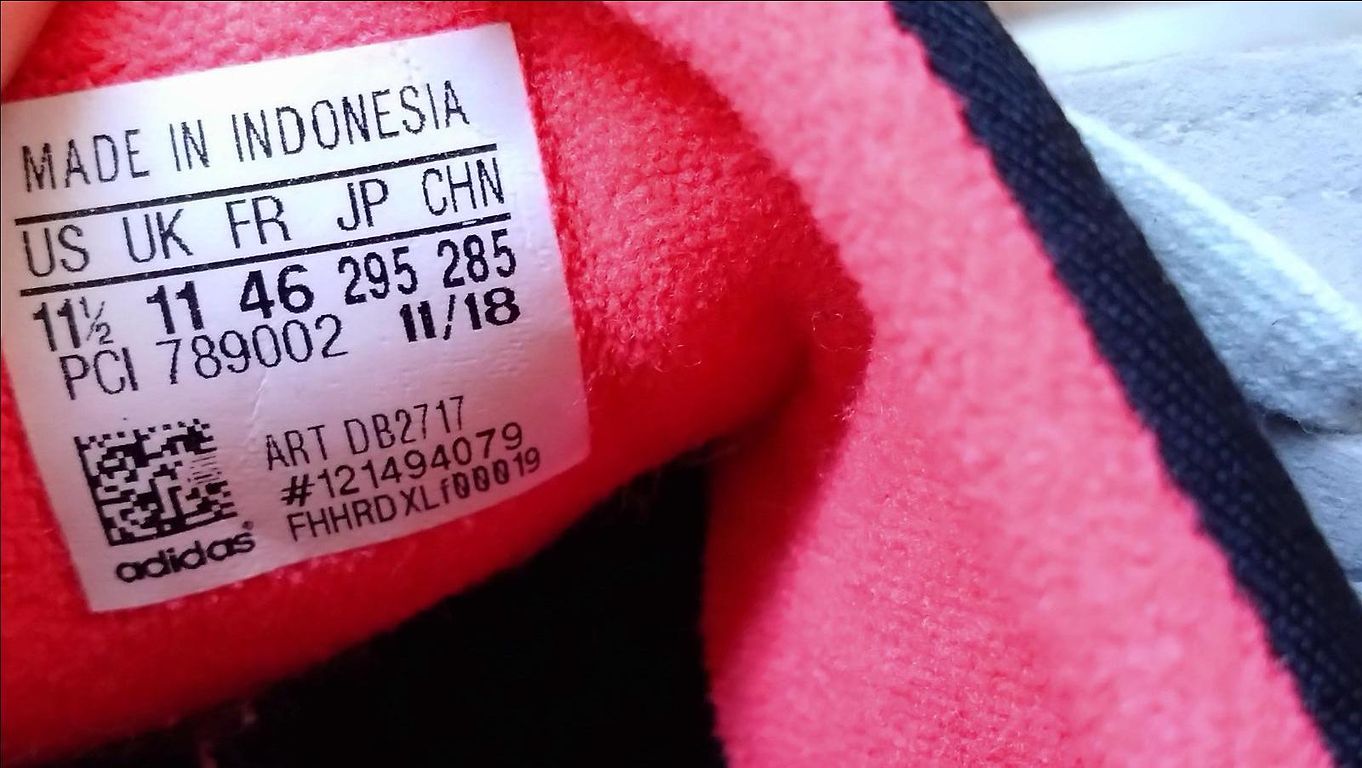 MADE IN INDONESIA
US UK FR JP CHN
11½ 11 46 295 285
PCI 789002 11/18
ART DB2717
#121494079
FHHRDXLf00019
adidas®